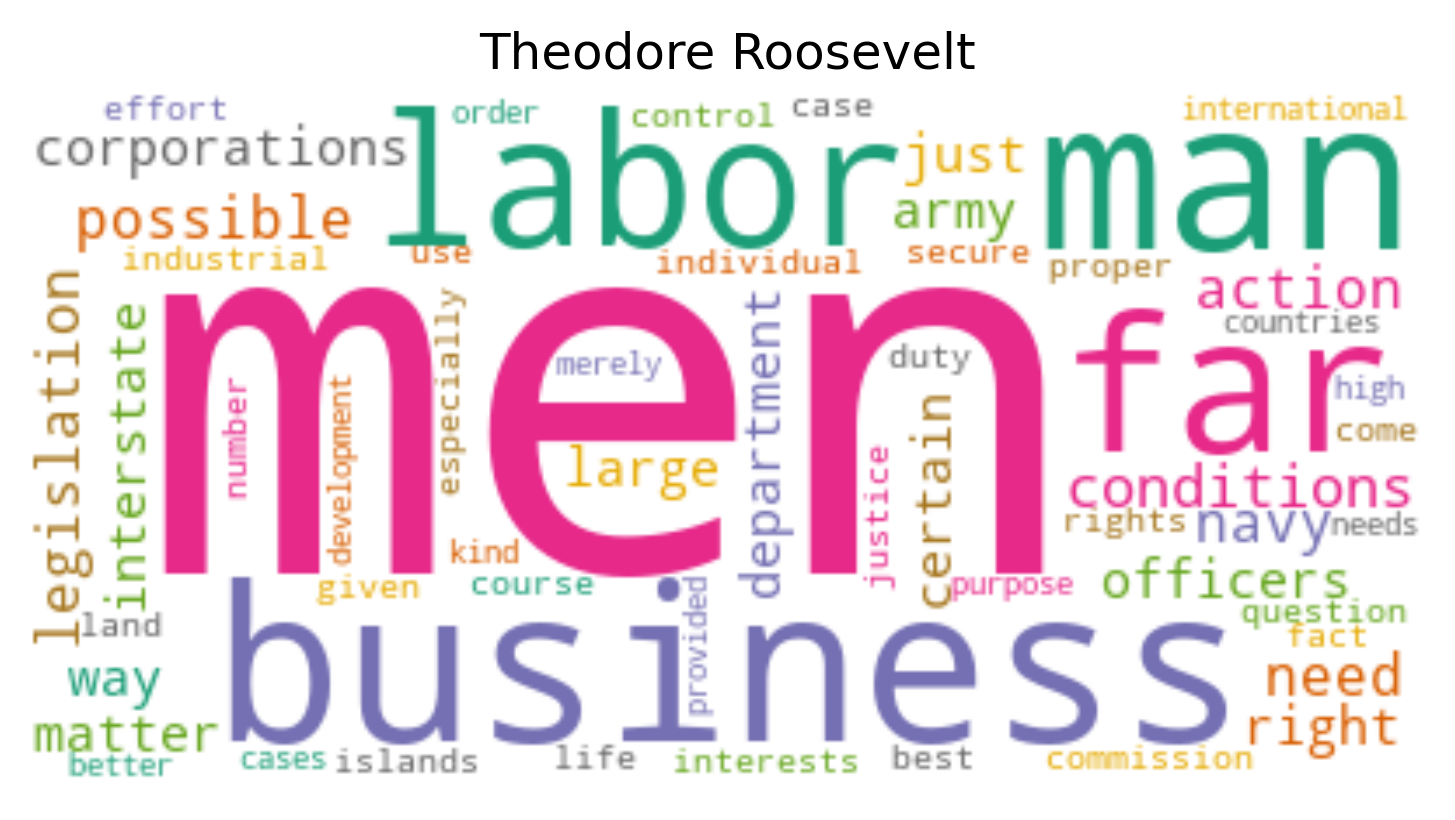 Theodore Roosevelt
effort
order
control
case
international
corporations
labor
just
man
possible
army
industrial
use
individual
secure
proper
action
legislation
interstate
men
especially
department
far
countries
merely
duty
high
number
development
come
large
justice
certain
conditions
rights
navy
needs
kind
given
course
purpose
officers
question
land
business
provided
fact
way
need
matter
right
better
cases
islands
life
interests
best
commission